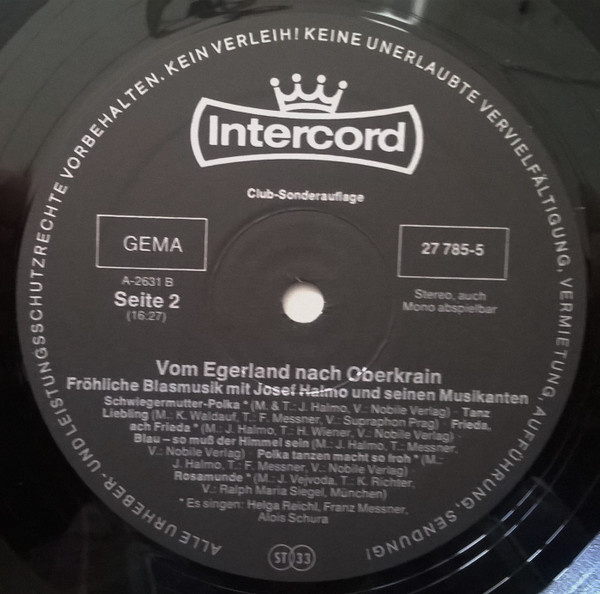 ALLE URHEBER- UND LEISTUNGSSCHUTZRECHTE VORBEHALTEN. KEIN VERLEIH! KEINE UNERLAUBTE VERVIELFÄLTIGUNG, VERMIETUNG, AUFFÜHRUNG, SENDUNG!
Intercord
Club-Sonderauflage
GEMA
27 785-5
A-2631 B
Seite 2
(16:27)
Stereo, auch
Mono abspielbar
Vom Egerland nach Oberkrain
Fröhliche Blasmusik mit Josef Halmo und seinen Musikanten
Schwiegermutter-Polka * (M. & T.: J. Halmo, V.: Nobile Verlag) · Tanz
Liebling (M.: K. Waldauf, T.: F. Messner, V.: Supraphon Prag) · Frieda,
ach Frieda * (M.: J. Halmo, T.: H. Wiener, V.: Nobile Verlag) ·
Blau – so muß der Himmel sein (M.: J. Halmo, T.: Messner,
V.: Nobile Verlag) · Polka tanzen macht so froh * (M.:
J. Halmo, T.: F. Messner, V.: Nobile Verlag)
Rosamunde * (M.: J. Vejvoda, T.: K. Richter,
V.: Ralph Maria Siegel, München)
* Es singen: Helga Reichl, Franz Messner,
Alois Schura
ST 33